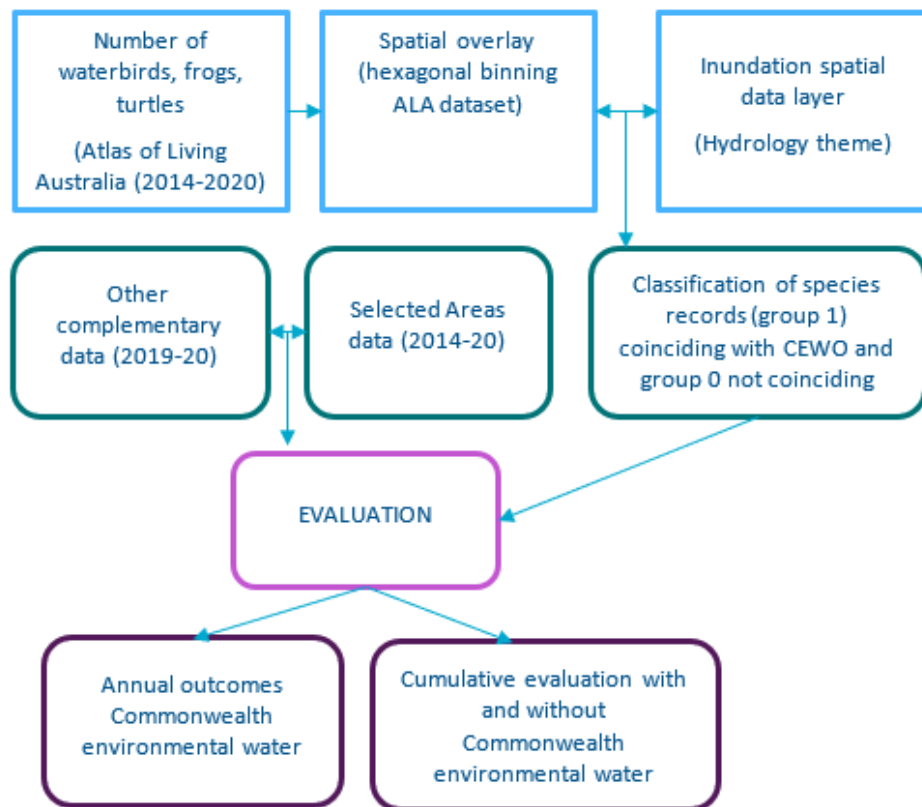 Number of
waterbirds, frogs,
turtles
(Atlas of Living
Australia (2014-2020)
Spatial overlay
(hexagonal binning
ALA dataset)
Inundation spatial
data layer
(Hydrology theme)
Other
complementary
data (2019-20)
Selected Areas
data (2014-20)
Classification of species
records (group 1)
coinciding with CEWO and
group 0 not coinciding
EVALUATION
Annual outcomes
Commonwealth
environmental water
Cumulative evaluation with
and without
Commonwealth
environmental water